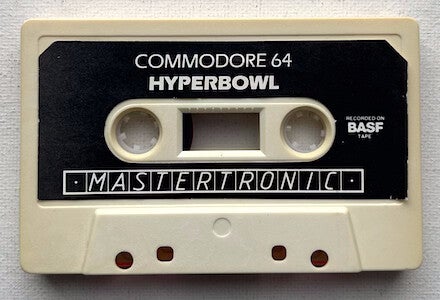 COMMODORE 64
HYPERBOWL
RECORDED ON
BASF
TAPE
· MASTERTRONIC ·